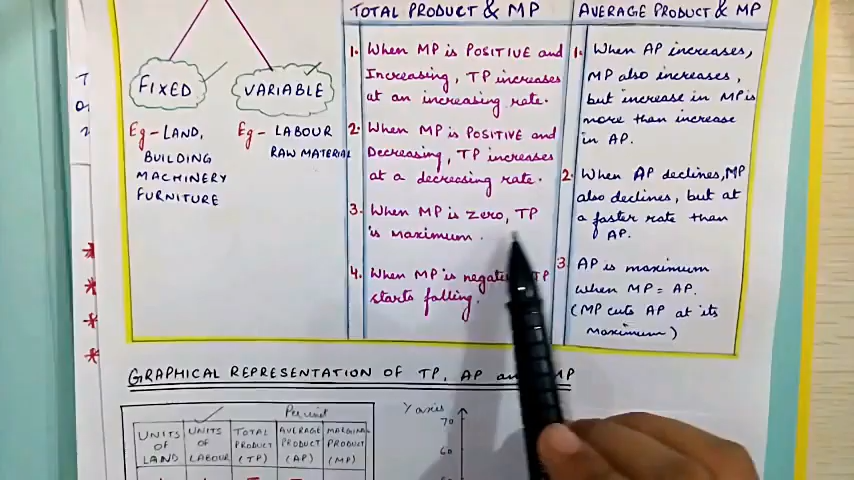 FIXED
VARIABLE
Eg - LAND,
BUILDING
MACHINERY
FURNITURE
Eg - LABOUR
RAW MATERIAL
TOTAL PRODUCT & MP
1. When MP is POSITIVE and
Increasing, TP increases
at an increasing rate.
2. When MP is POSITIVE and
Decreasing, TP increases
at a decreasing rate.
3. When MP is zero, TP
is maximum.
4. When MP is negati TP
starts falling.
AVERAGE PRODUCT & MP
1. When AP increases,
MP also increases,
but increase in MP is
more than increase
in AP.
2. When AP declines, MP
also declines, but at
a faster rate than
AP.
3. AP is maximum
when MP = AP.
(MP cuts AP at its
maximum)
GRAPHICAL REPRESENTATION OF TP, AP an MP
Per unit
UNITS OF LAND
UNITS OF LABOUR
TOTAL PRODUCT (TP)
AVERAGE PRODUCT (AP)
MARGINAL PRODUCT (MP)
Y axis
70
60